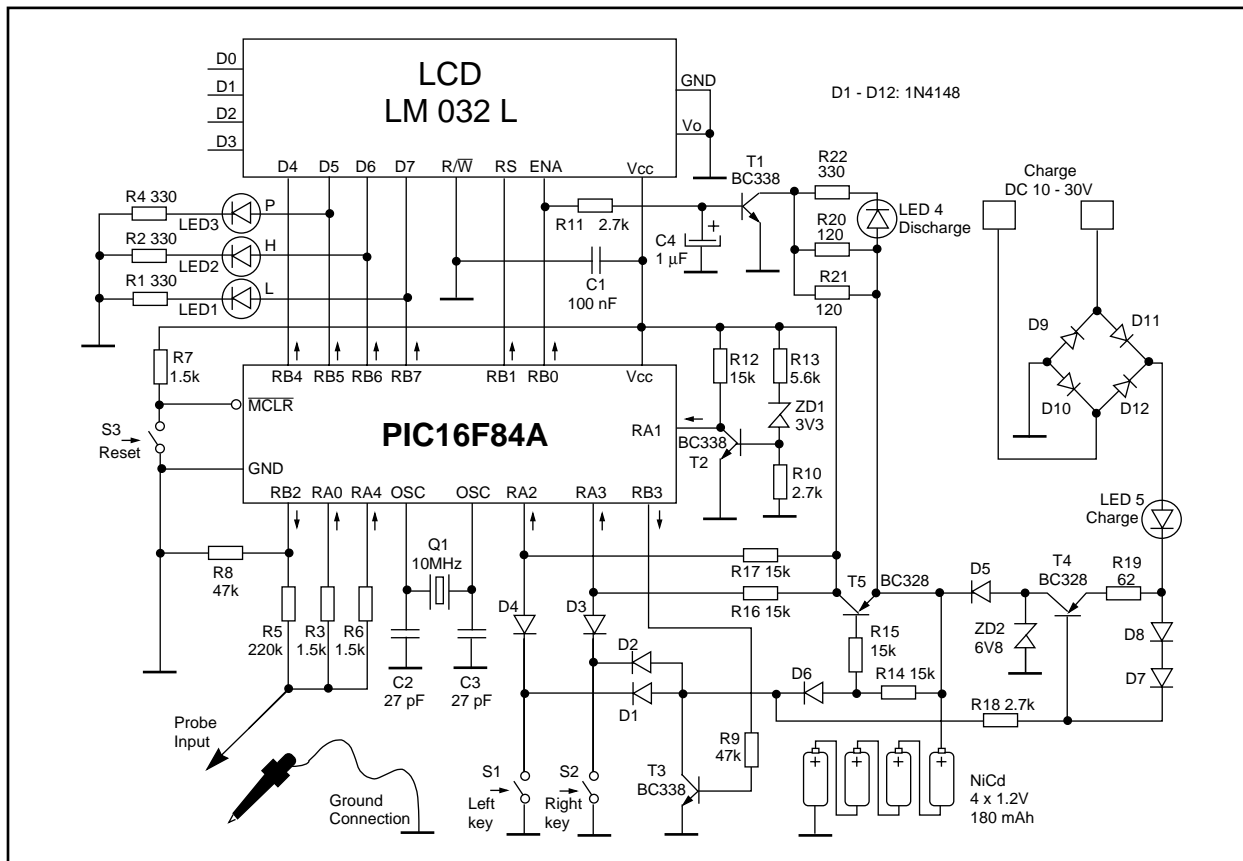 LCD
LM 032 L
D0
D1
D2
D3
GND
Vo
D4 D5 D6 D7 R/W RS ENA Vcc
D1 - D12: 1N4148
R4 330
LED3
P
R2 330
LED2
H
R1 330
LED1
L
R11 2.7k
C4
+
1 µF
C1
100 nF
T1
BC338
R22
330
R20
120
R21
120
LED 4
Discharge
Charge
DC 10 - 30V
D9
D11
D10
D12
R7
1.5k
S3
Reset
RB4 RB5 RB6 RB7 RB1 RB0 Vcc
MCLR
PIC16F84A
RA1
GND
RB2 RA0 RA4 OSC OSC RA2 RA3 RB3
R12
15k
R13
5.6k
ZD1
3V3
BC338
T2
R10
2.7k
LED 5
Charge
R8
47k
Q1
10MHz
R17 15k
R16 15k
T5
BC328
D5
T4
BC328
R19
62
R5
220k
R3
1.5k
R6
1.5k
C2
27 pF
C3
27 pF
D4
D3
D2
D1
R15
15k
D6
R14 15k
ZD2
6V8
D8
D7
R18 2.7k
Probe
Input
Ground
Connection
S1
Left
key
S2
Right
key
T3
BC338
R9
47k
+ + + +
NiCd
4 x 1.2V
180 mAh